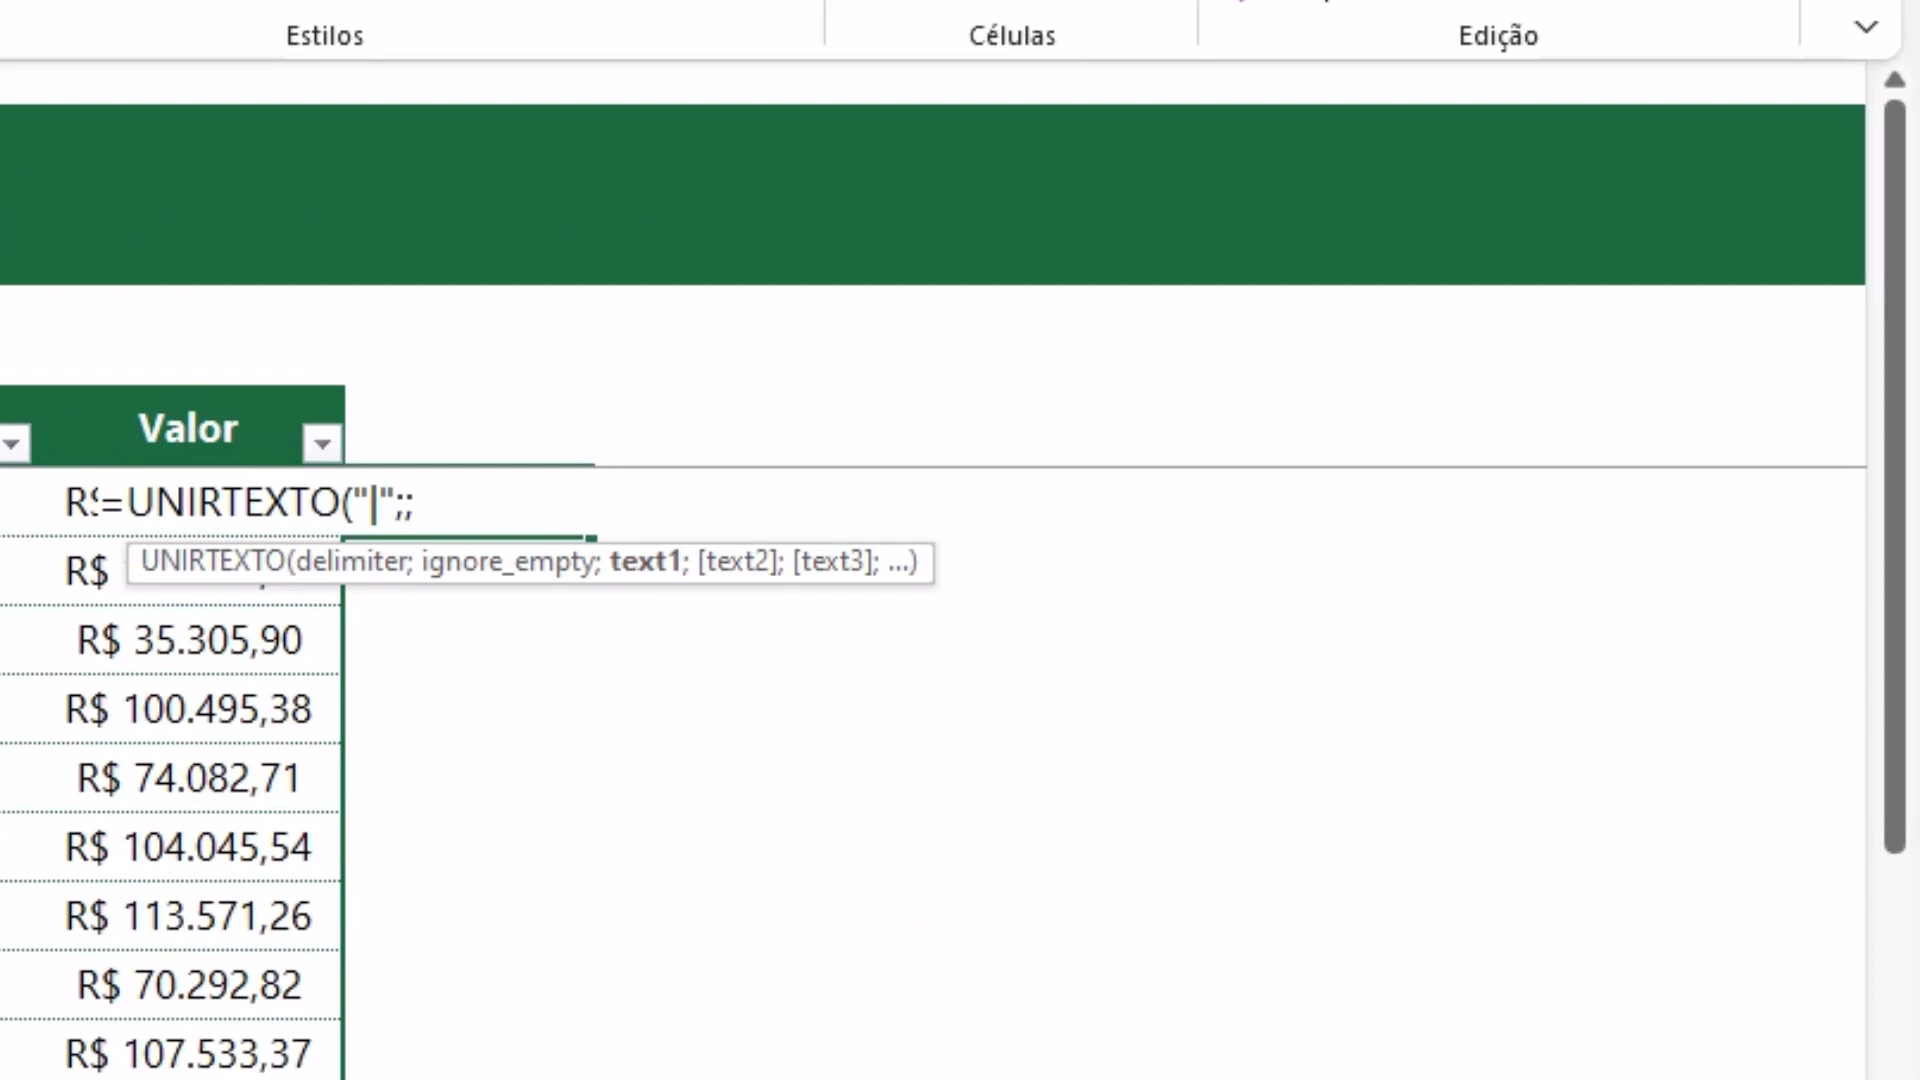 Estilos
Células
Edição
Valor
=UNIRTEXTO("|";;
UNIRTEXTO(delimiter; ignore_empty; text1; [text2]; [text3]; ...)
R$
R$ 35.305,90
R$ 100.495,38
R$ 74.082,71
R$ 104.045,54
R$ 113.571,26
R$ 70.292,82
R$ 107.533,37